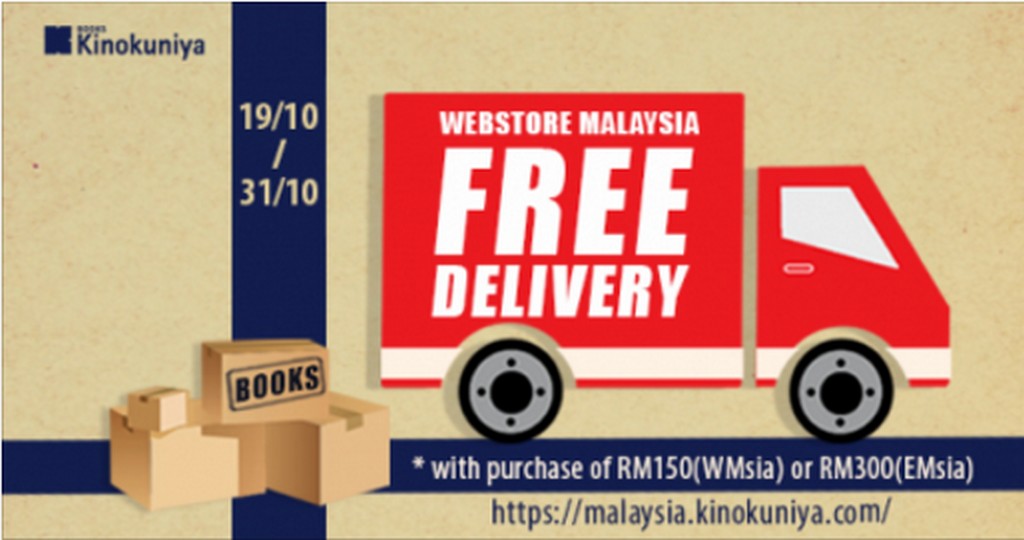 BOOKS
Kinokuniya
19/10
/
31/10
WEBSTORE MALAYSIA
FREE
DELIVERY
BOOKS
* with purchase of RM150(WMsia) or RM300(EMsia)
https://malaysia.kinokuniya.com/